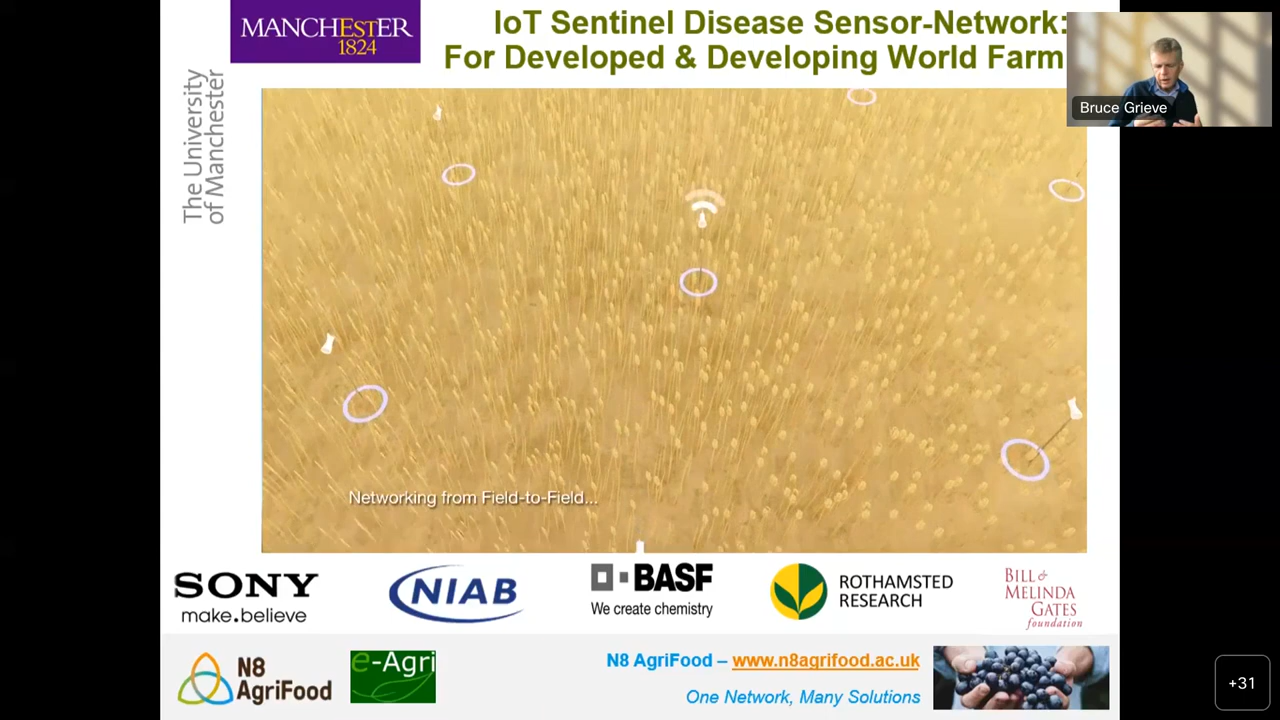 MANCHESTER
1824
The University
of Manchester
IoT Sentinel Disease Sensor-Network:
For Developed & Developing World Farm
Bruce Grieve
Networking from Field-to-Field...
SONY
make.believe
NIAB
BASF
We create chemistry
ROTHAMSTED
RESEARCH
BILL &
MELINDA
GATES
foundation
N8
AgriFood
e-Agri
N8 AgriFood – www.n8agrifood.ac.uk
One Network, Many Solutions
+31